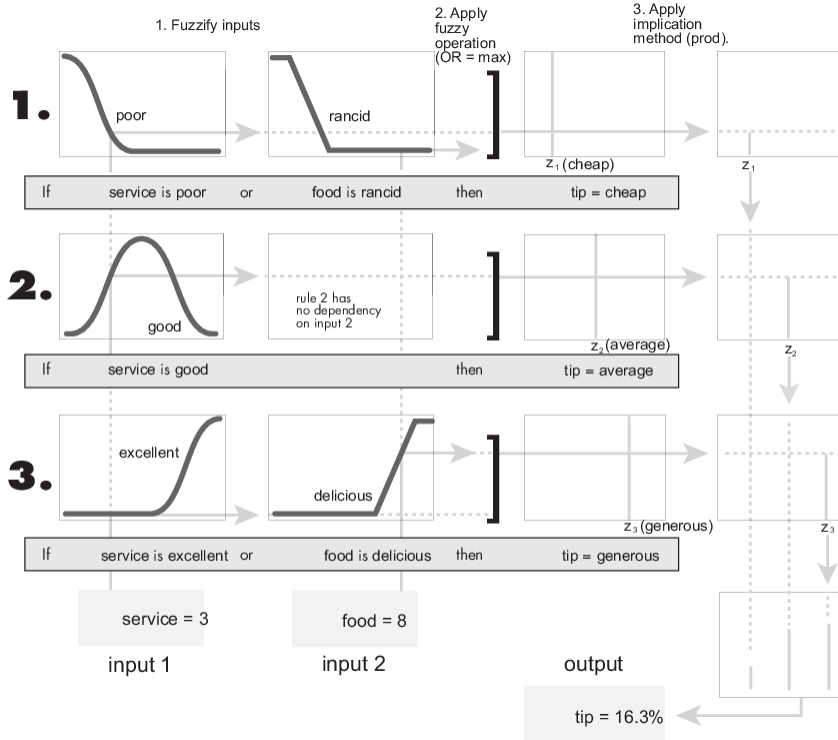 1. Fuzzify inputs
2. Apply
fuzzy
operation
(OR = max)
3. Apply
implication
method (prod).
1.
poor
rancid
z1 (cheap)
z1
If service is poor or food is rancid then tip = cheap
2.
good
rule 2 has
no dependency
on input 2
z2 (average)
z2
If service is good then tip = average
3.
excellent
delicious
z3 (generous)
z3
If service is excellent or food is delicious then tip = generous
service = 3
food = 8
input 1
input 2
output
tip = 16.3%